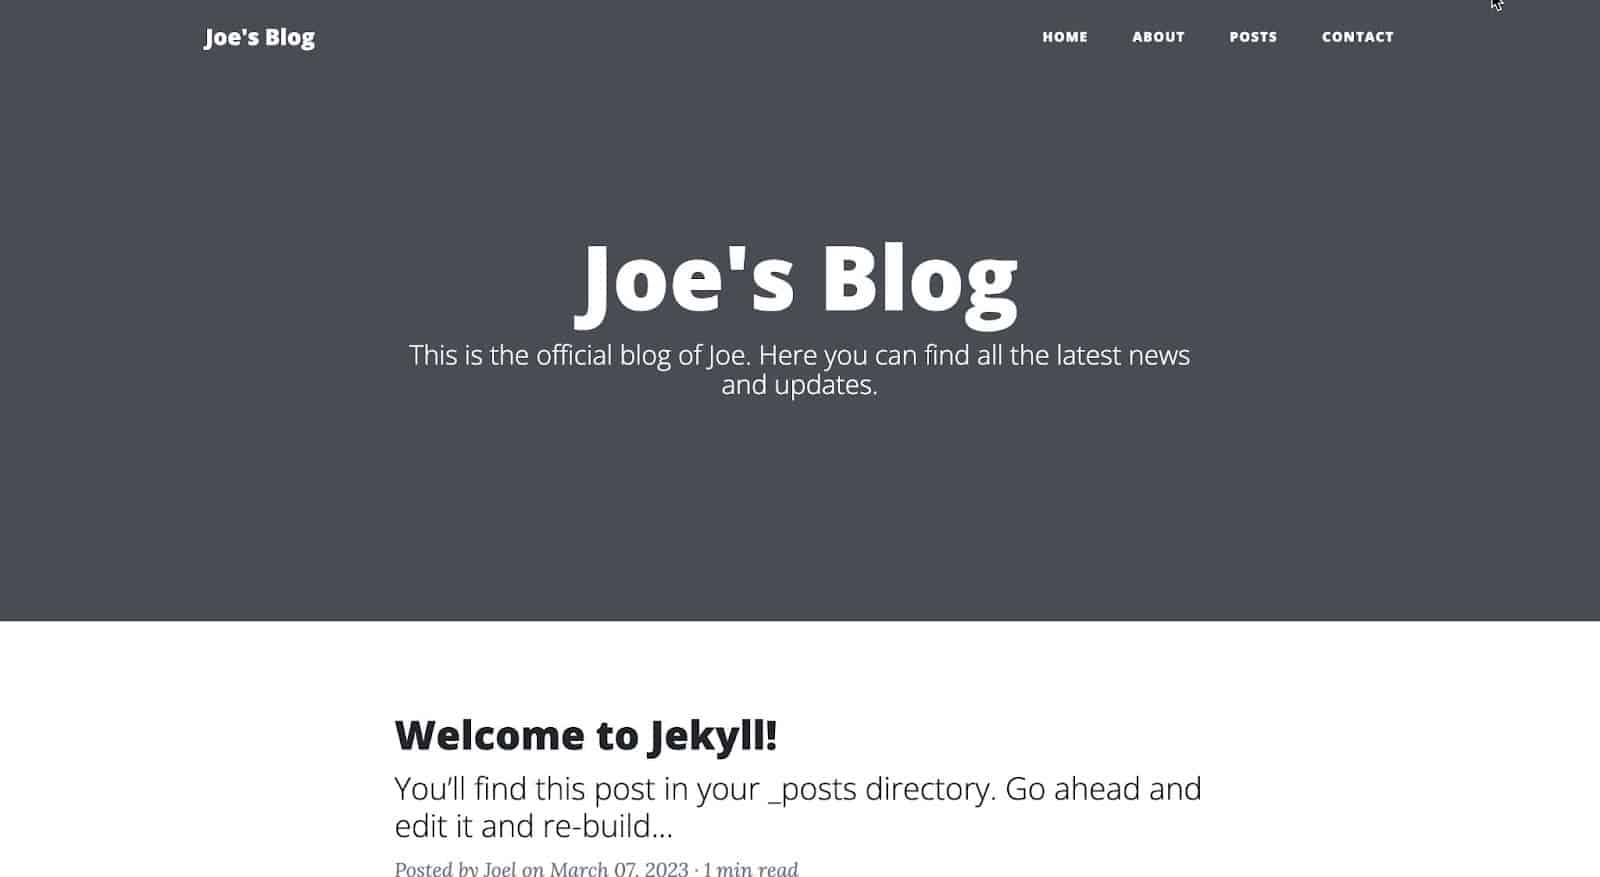 Joe's Blog
HOME ABOUT POSTS CONTACT
Joe's Blog
This is the official blog of Joe. Here you can find all the latest news
and updates.
Welcome to Jekyll!
You’ll find this post in your _posts directory. Go ahead and
edit it and re-build...
Posted by Joel on March 07, 2023 · 1 min read